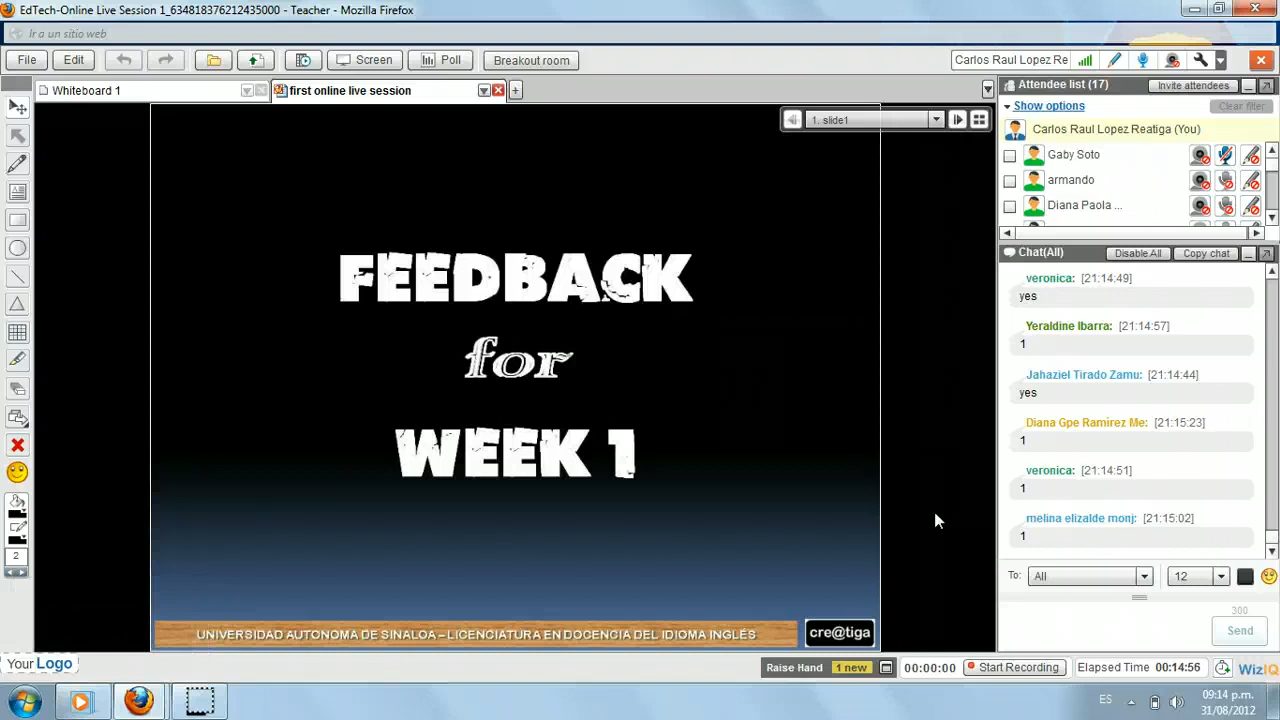 EdTech-Online Live Session 1_634818376212435000 - Teacher - Mozilla Firefox
Ir a un sitio web
File Edit Screen Poll Breakout room
Carlos Raul Lopez Re
Whiteboard 1
first online live session
1. slide1
FEEDBACK
for
WEEK 1
UNIVERSIDAD AUTONOMA DE SINALOA – LICENCIATURA EN DOCENCIA DEL IDIOMA INGLÉS
cre@tiga
Attendee list (17) Invite attendees
Show options Clear filter
Carlos Raul Lopez Reatiga (You)
Gaby Soto
armando
Diana Paola ...
Chat(All) Disable All Copy chat
veronica: [21:14:49]
yes
Yeraldine Ibarra: [21:14:57]
1
Jahaziel Tirado Zamu: [21:14:44]
yes
Diana Gpe Ramirez Me: [21:15:23]
1
veronica: [21:14:51]
1
melina elizalde monj: [21:15:02]
1
To: All 12
300
Send
2
Your Logo
Raise Hand 1 new 00:00:00 Start Recording Elapsed Time 00:14:56 WizIQ
ES
09:14 p.m.
31/08/2012